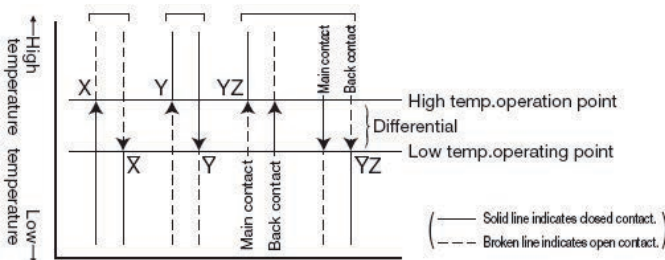 High temperature
Low temperature
X
Y
YZ
Main contact
Back contact
High temp.operation point
Differential
Low temp.operating point
X̅
Y̅
Y̅Z
Main contact
Back contact
Solid line indicates closed contact.
Broken line indicates open contact.